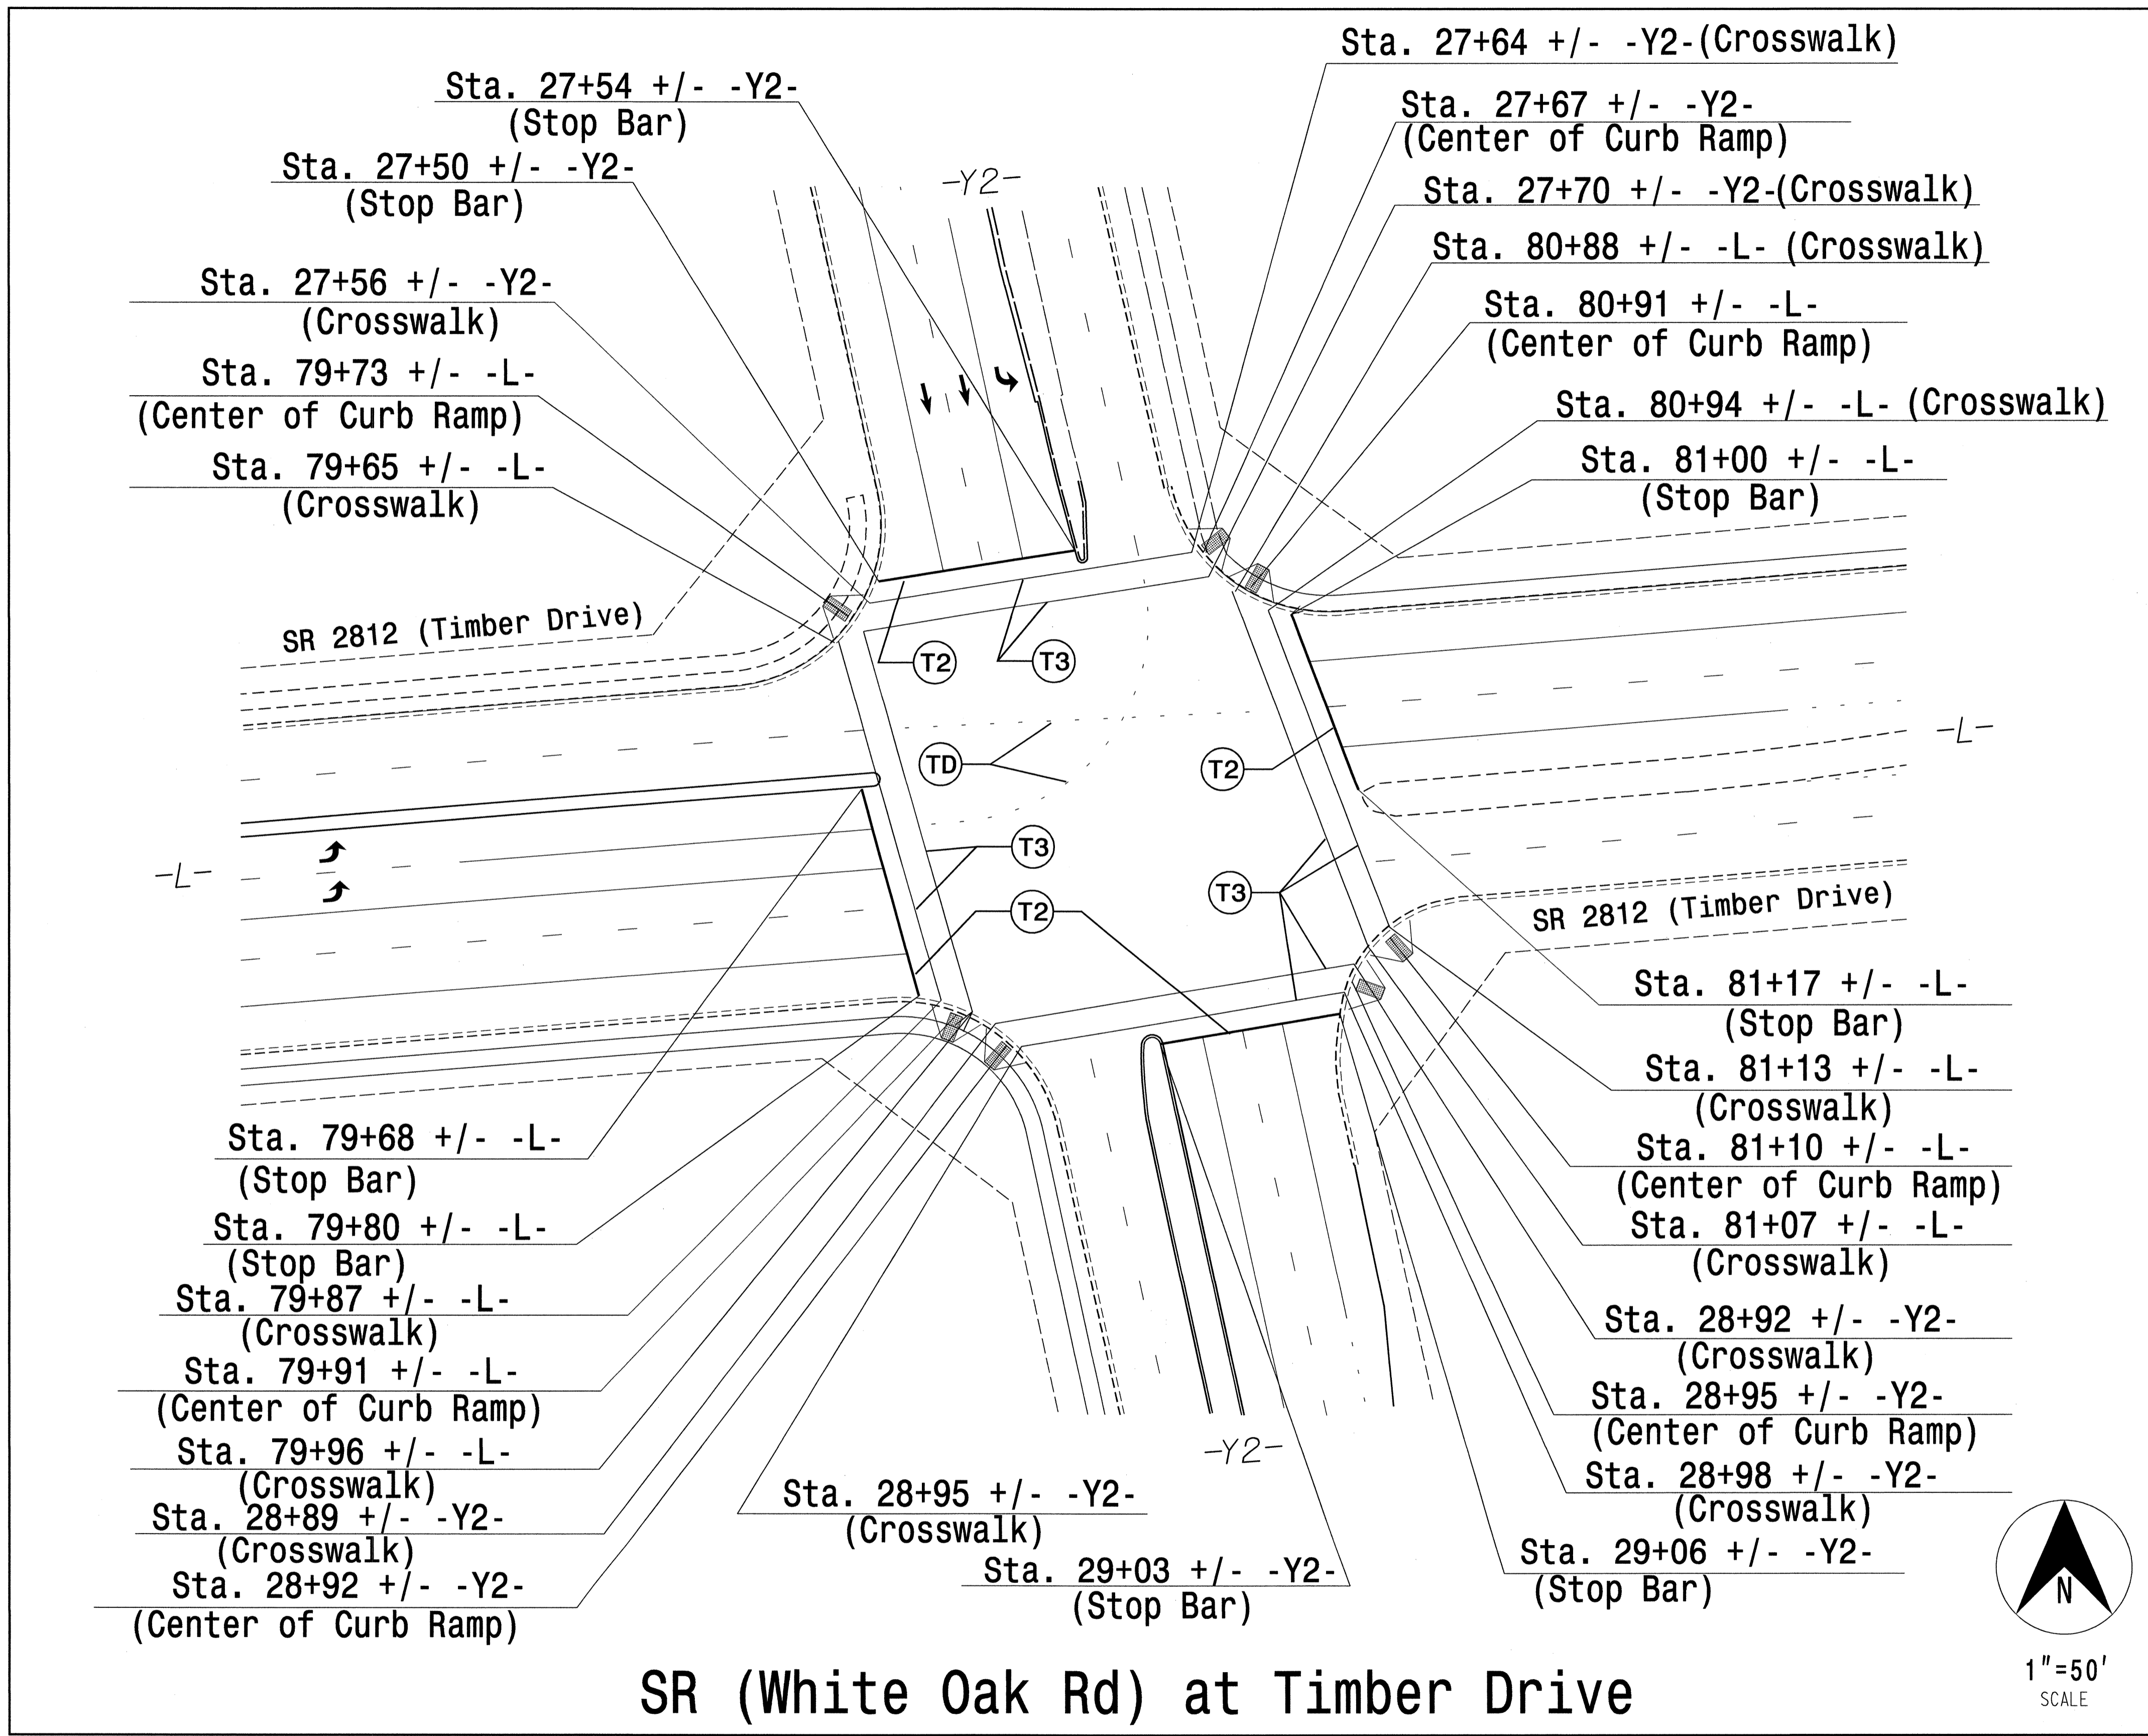 Sta. 27+54 +/- -Y2-
(Stop Bar)
Sta. 27+50 +/- -Y2-
(Stop Bar)
Sta. 27+56 +/- -Y2-
(Crosswalk)
Sta. 79+73 +/- -L-
(Center of Curb Ramp)
Sta. 79+65 +/- -L-
(Crosswalk)
-Y2-
Sta. 27+64 +/- -Y2-(Crosswalk)
Sta. 27+67 +/- -Y2-
(Center of Curb Ramp)
Sta. 27+70 +/- -Y2-(Crosswalk)
Sta. 80+88 +/- -L- (Crosswalk)
Sta. 80+91 +/- -L-
(Center of Curb Ramp)
Sta. 80+94 +/- -L- (Crosswalk)
Sta. 81+00 +/- -L-
(Stop Bar)
SR 2812 (Timber Drive)
T2
T3
TD
T2
-L-
T3
-L-
T3
T2
SR 2812 (Timber Drive)
Sta. 79+68 +/- -L-
(Stop Bar)
Sta. 79+80 +/- -L-
(Stop Bar)
Sta. 79+87 +/- -L-
(Crosswalk)
Sta. 79+91 +/- -L-
(Center of Curb Ramp)
Sta. 79+96 +/- -L-
(Crosswalk)
Sta. 28+89 +/- -Y2-
(Crosswalk)
Sta. 28+92 +/- -Y2-
(Center of Curb Ramp)
-Y2-
Sta. 28+95 +/- -Y2-
(Crosswalk)
Sta. 29+03 +/- -Y2-
(Stop Bar)
Sta. 81+17 +/- -L-
(Stop Bar)
Sta. 81+13 +/- -L-
(Crosswalk)
Sta. 81+10 +/- -L-
(Center of Curb Ramp)
Sta. 81+07 +/- -L-
(Crosswalk)
Sta. 28+92 +/- -Y2-
(Crosswalk)
Sta. 28+95 +/- -Y2-
(Center of Curb Ramp)
Sta. 28+98 +/- -Y2-
(Crosswalk)
Sta. 29+06 +/- -Y2-
(Stop Bar)
N
1"=50'
SCALE
SR (White Oak Rd) at Timber Drive